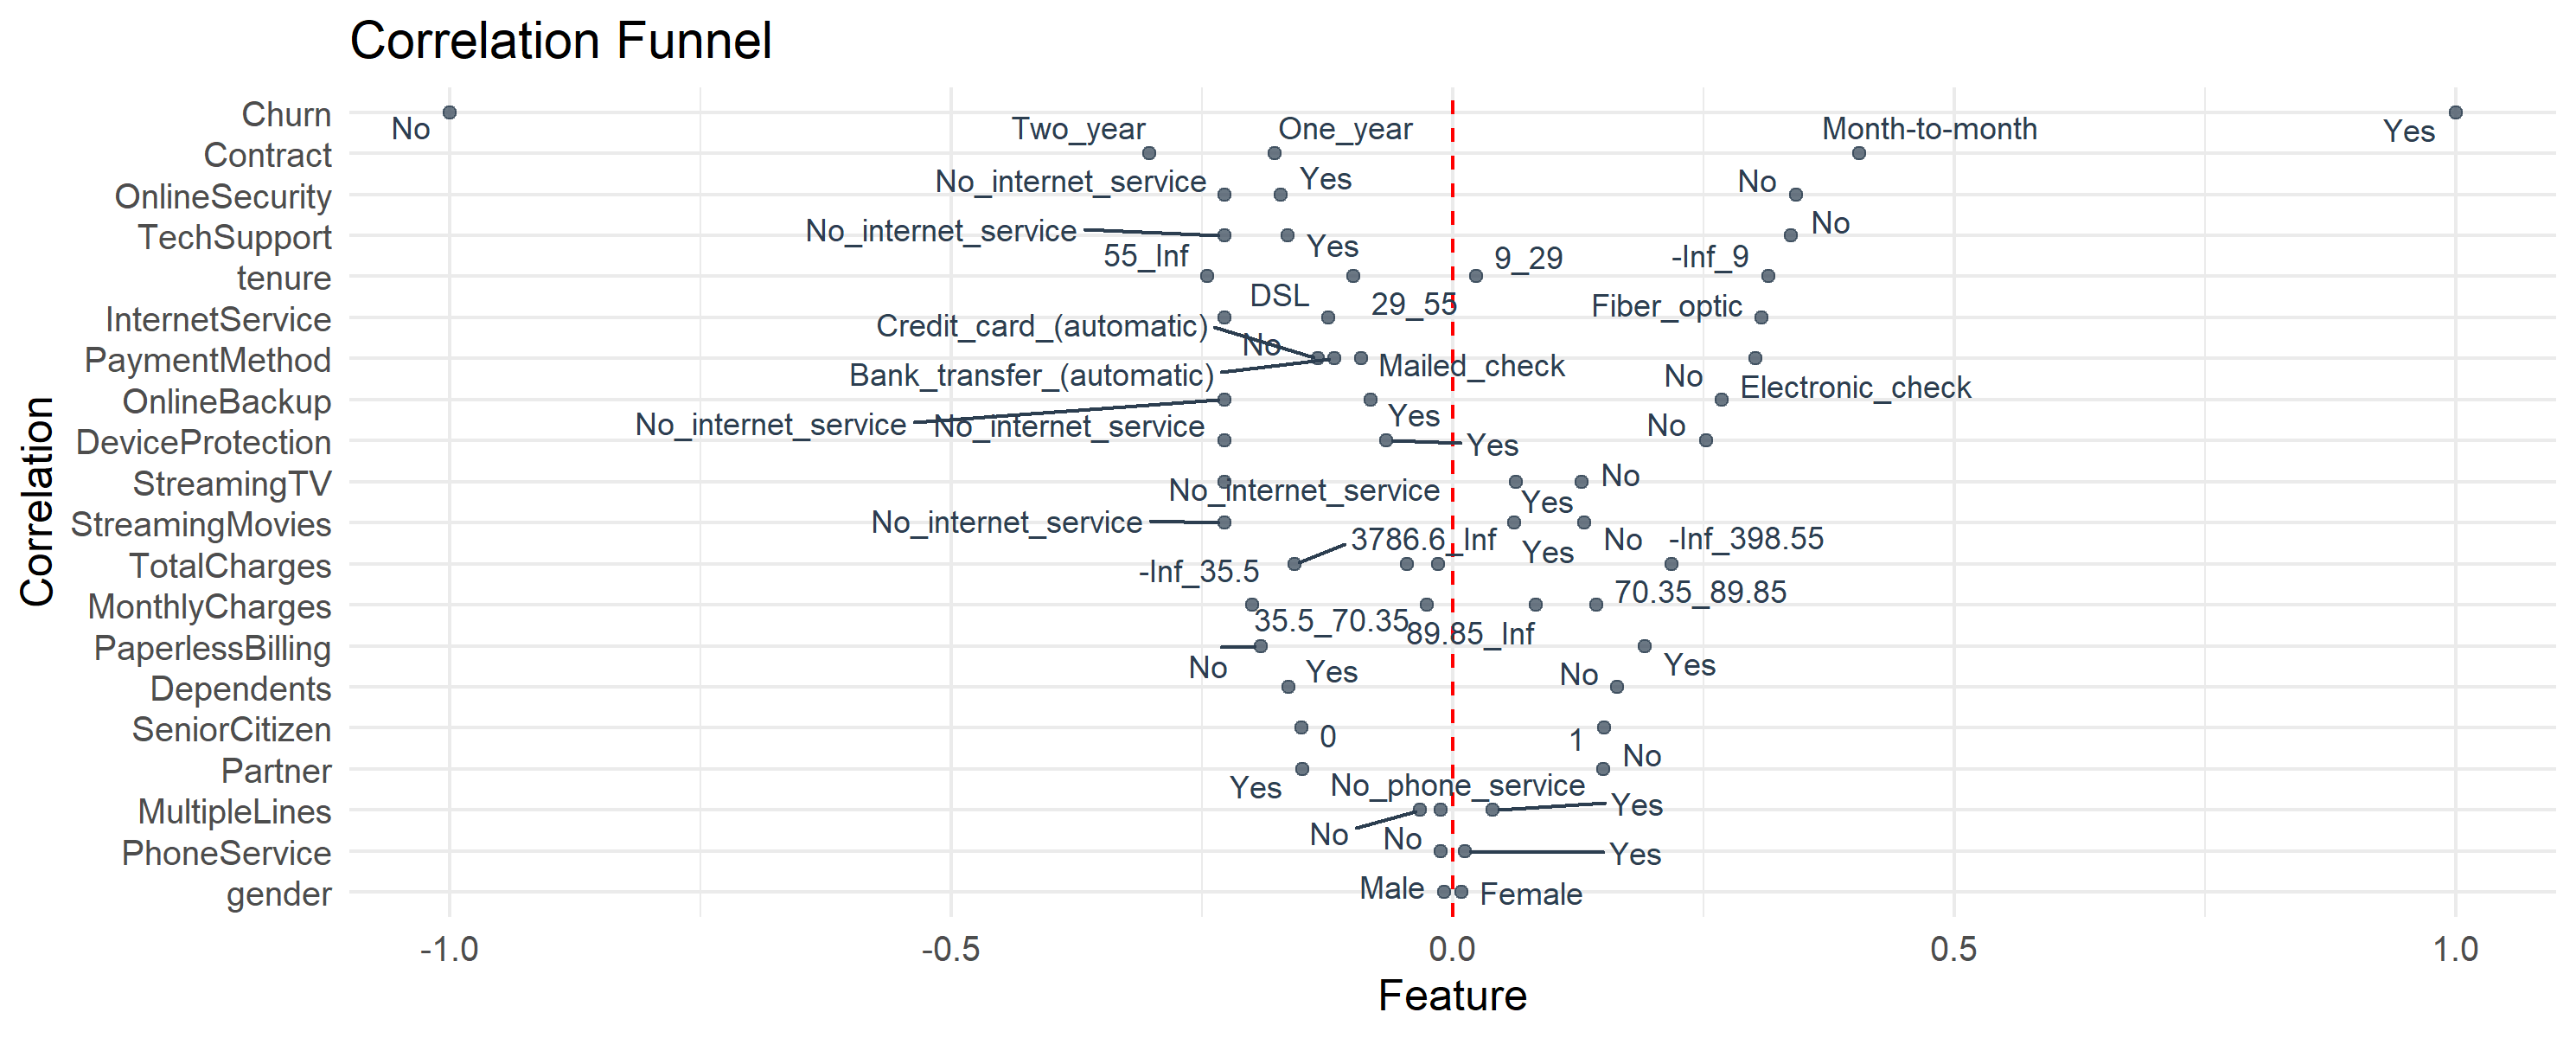 Correlation Funnel
Churn
No
Yes
Two_year
One_year
Month-to-month
Contract
OnlineSecurity
No_internet_service
Yes
No
TechSupport
No_internet_service
Yes
No
tenure
55_Inf
29_55
9_29
-Inf_9
InternetService
No
DSL
Fiber_optic
PaymentMethod
Credit_card_(automatic)
Bank_transfer_(automatic)
Mailed_check
Electronic_check
OnlineBackup
No_internet_service
Yes
No
DeviceProtection
No_internet_service
Yes
No
StreamingTV
No_internet_service
Yes
No
StreamingMovies
No_internet_service
Yes
No
TotalCharges
3786.6_Inf
-Inf_398.55
MonthlyCharges
-Inf_35.5
35.5_70.35
89.85_Inf
70.35_89.85
PaperlessBilling
No
Yes
Dependents
Yes
No
SeniorCitizen
0
1
Partner
Yes
No
MultipleLines
No
No_phone_service
Yes
PhoneService
No
Yes
gender
Male
Female
Correlation
-1.0
-0.5
0.0
0.5
1.0
Feature